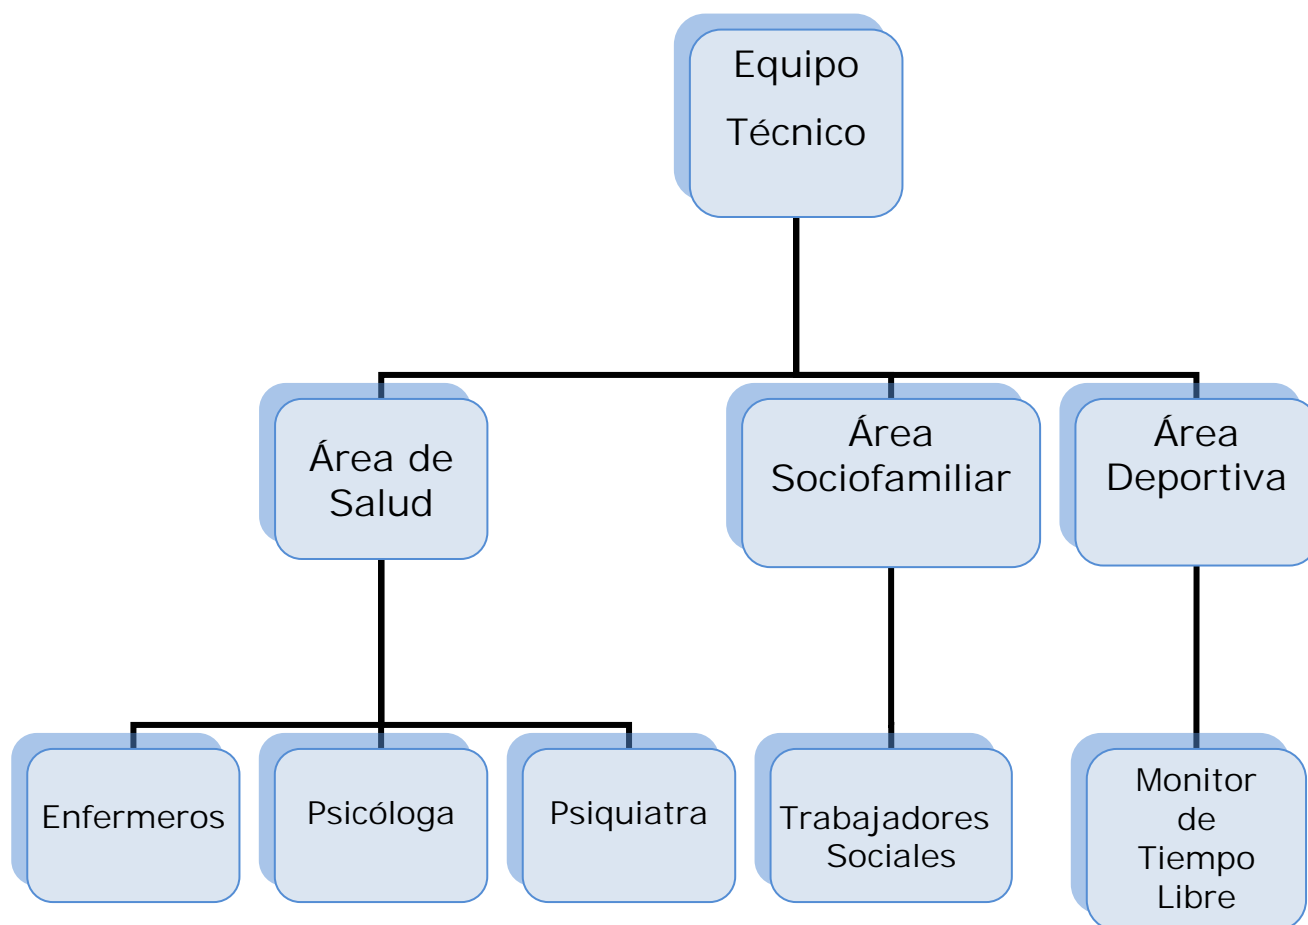 Equipo
Técnico
Área de
Salud
Área
Sociofamiliar
Área
Deportiva
Enfermeros
Psicóloga
Psiquiatra
Trabajadores
Sociales
Monitor
de
Tiempo
Libre